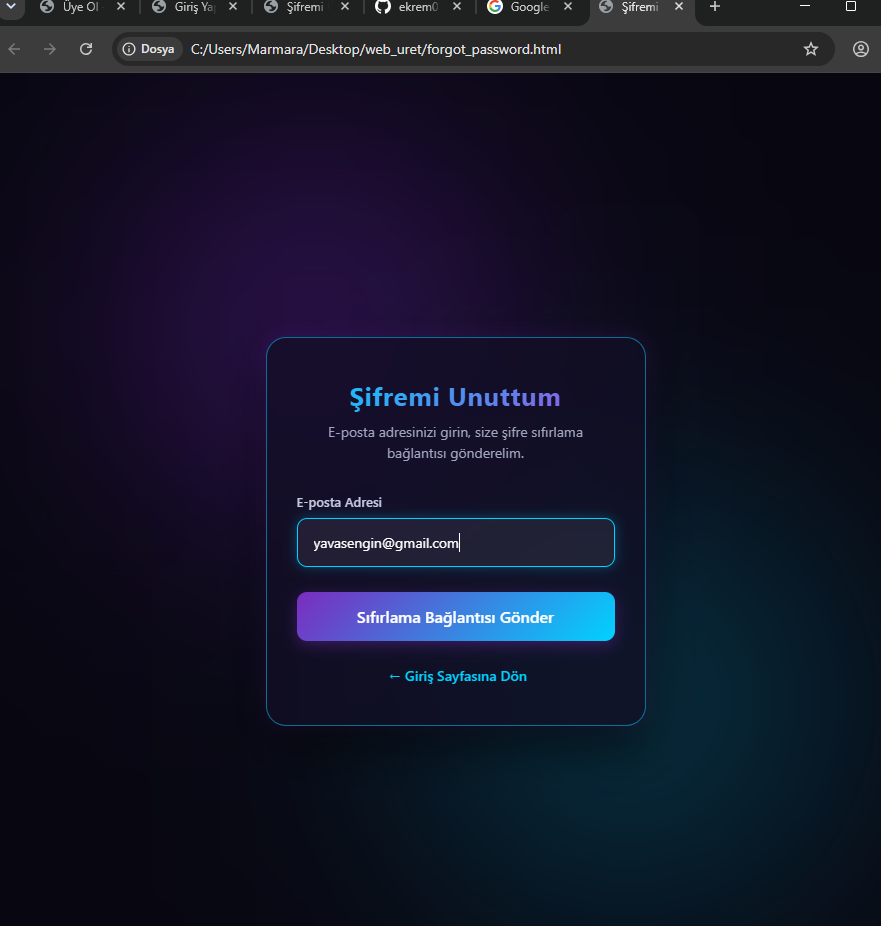 Üye Ol
Giriş Yap
Şifremi
ekrem0
Google
Şifremi
Dosya
C:/Users/Marmara/Desktop/web_uret/forgot_password.html
Şifremi Unuttum
E-posta adresinizi girin, size şifre sıfırlama
bağlantısı gönderelim.
E-posta Adresi
yavasengin@gmail.com
Sıfırlama Bağlantısı Gönder
← Giriş Sayfasına Dön